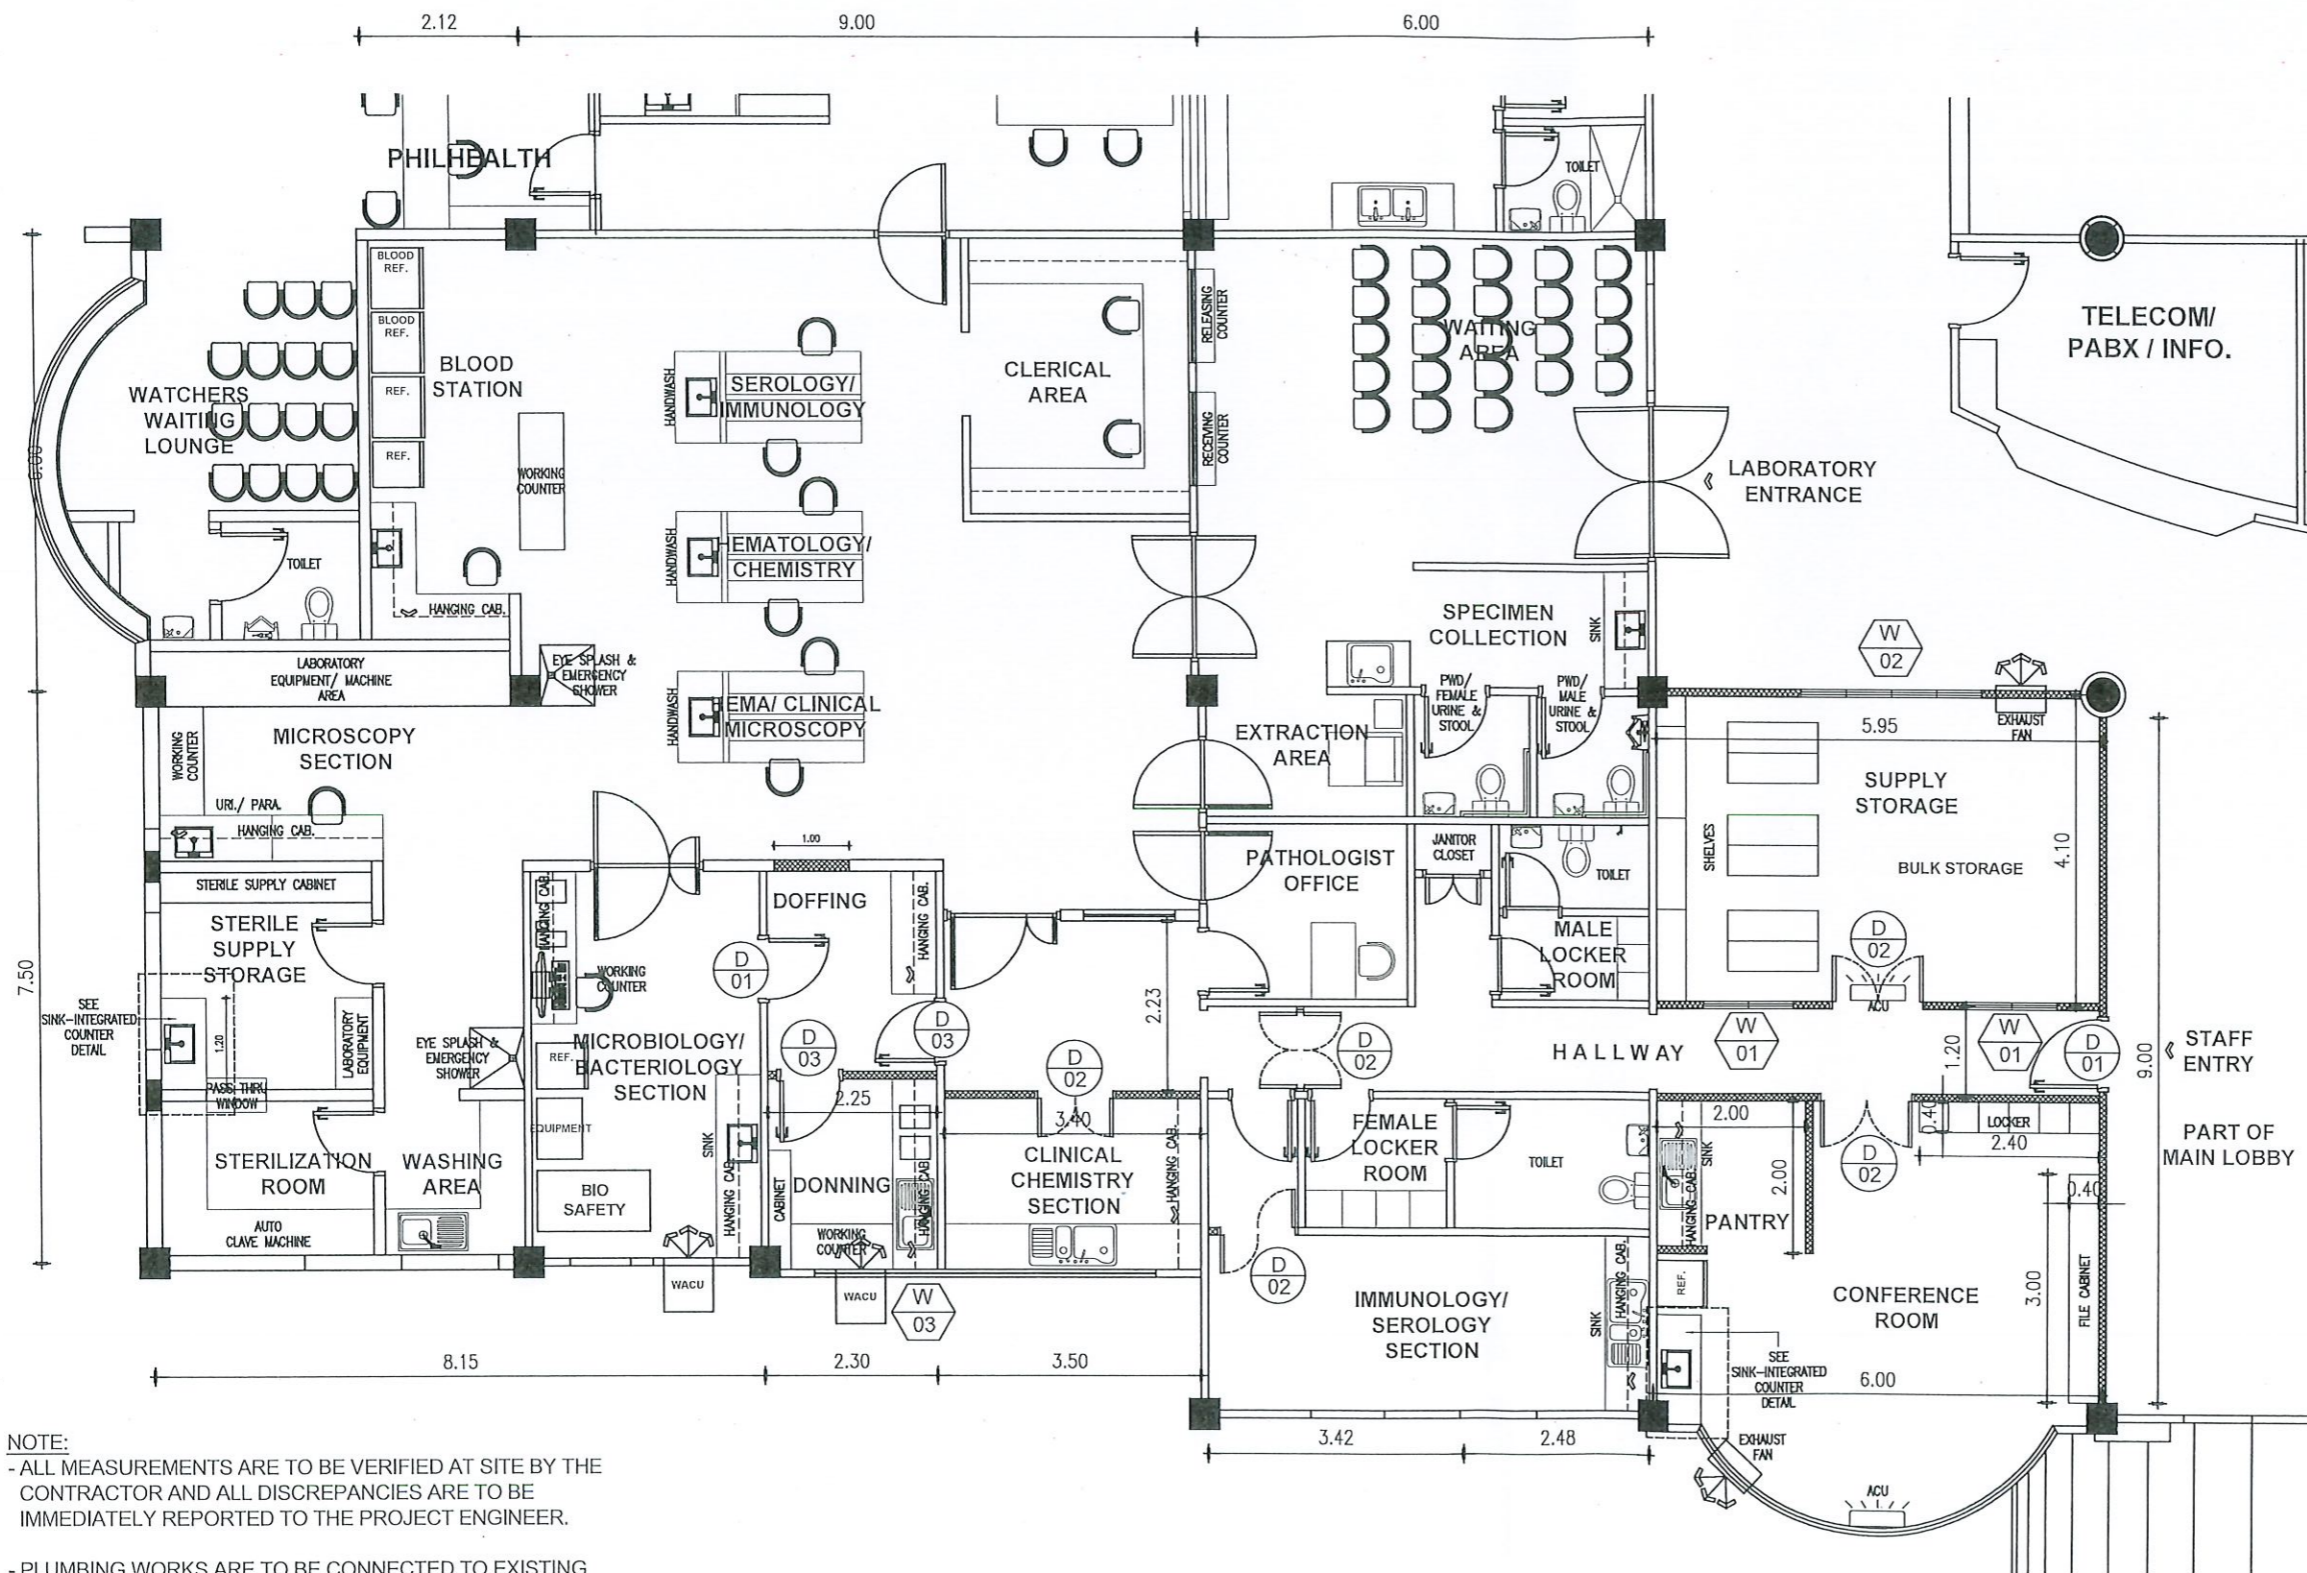 2.12
9.00
6.00
PHILHEALTH
TOILET
BLOOD
REF.
BLOOD
REF.
REF.
REF.
BLOOD
STATION
WATCHERS
WAITING
LOUNGE
6.00
WORKING
COUNTER
HANDWASH
SEROLOGY/
IMMUNOLOGY
CLERICAL
AREA
RELEASING
COUNTER
RECEIVING
COUNTER
WAITING
AREA
TELECOM/
PABX / INFO.
LABORATORY
ENTRANCE
HANDWASH
HEMATOLOGY/
CHEMISTRY
TOILET
HANGING CAB.
SPECIMEN
COLLECTION
SINK
W
02
LABORATORY
EQUIPMENT/ MACHINE
AREA
EYE SPLASH &
EMERGENCY
SHOWER
HANDWASH
EMA/ CLINICAL
MICROSCOPY
PWD/
FEMALE
URINE &
STOOL
PWD/
MALE
URINE &
STOOL
EXHAUST
FAN
5.95
MICROSCOPY
SECTION
WORKING
COUNTER
EXTRACTION
AREA
SUPPLY
STORAGE
URI./ PARA.
HANGING CAB.
1.00
SHELVES
4.10
JANITOR
CLOSET
PATHOLOGIST
OFFICE
TOILET
BULK STORAGE
STERILE SUPPLY CABINET
HANGING CAB.
DOFFING
HANGING CAB.
STERILE
SUPPLY
STORAGE
MALE
LOCKER
ROOM
D
02
7.50
WORKING
COUNTER
D
01
2.23
ACU
SEE
SINK-INTEGRATED
COUNTER
DETAIL
1.20
LABORATORY
EQUIPMENT
EYE SPLASH &
EMERGENCY
SHOWER
REF.
MICROBIOLOGY/
BACTERIOLOGY
SECTION
D
03
D
03
D
02
D
02
HALLWAY
W
01
1.20
W
01
D
01
9.00
STAFF
ENTRY
PASS THRU
WINDOW
2.25
3.40
2.00
0.40
LOCKER
2.40
EQUIPMENT
SINK
HANGING CAB.
FEMALE
LOCKER
ROOM
TOILET
SINK
HANGING CAB.
2.00
D
02
PART OF
MAIN LOBBY
STERILIZATION
ROOM
WASHING
AREA
BIO
SAFETY
CABINET
DONNING
HANGING CAB
CLINICAL
CHEMISTRY
SECTION
HANGING CAB.
PANTRY
0.40
AUTO
CLAVE MACHINE
WORKING
COUNTER
WACU
WACU
W
03
D
02
IMMUNOLOGY/
SEROLOGY
SECTION
SINK
HANGING CAB.
REF.
CONFERENCE
ROOM
3.00
FILE CABINET
SEE
SINK-INTEGRATED
COUNTER
DETAIL
8.15
2.30
3.50
6.00
3.42
2.48
EXHAUST
FAN
ACU
NOTE:
- ALL MEASUREMENTS ARE TO BE VERIFIED AT SITE BY THE
CONTRACTOR AND ALL DISCREPANCIES ARE TO BE
IMMEDIATELY REPORTED TO THE PROJECT ENGINEER.
- PLUMBING WORKS ARE TO BE CONNECTED TO EXISTING